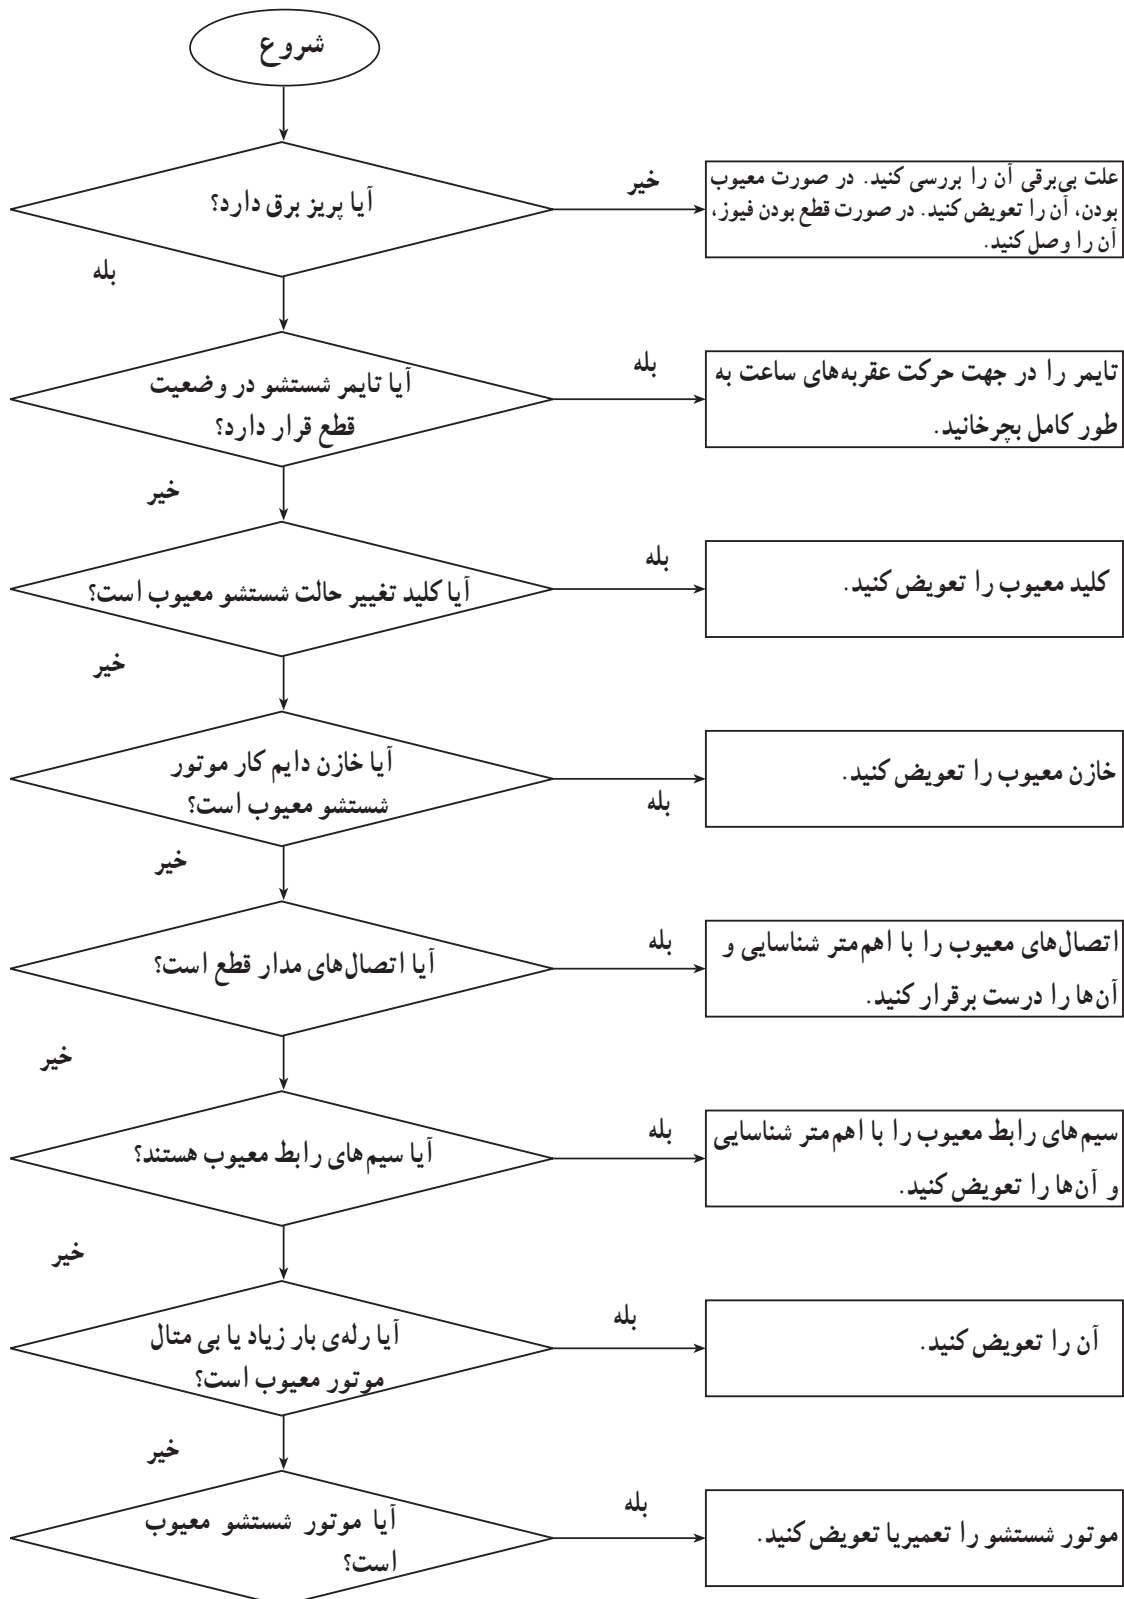 شروع
آیا پریز برق دارد؟
خیر
علت بی‌برقی آن را بررسی کنید. در صورت معیوب
بودن، آن را تعویض کنید. در صورت قطع بودن فیوز،
آن را وصل کنید.
بله
آیا تایمر شستشو در وضعیت
قطع قرار دارد؟
بله
تایمر را در جهت حرکت عقربه‌های ساعت به
طور کامل بچرخانید.
خیر
آیا کلید تغییر حالت شستشو معیوب است؟
بله
کلید معیوب را تعویض کنید.
خیر
آیا خازن دایم کار موتور
شستشو معیوب است؟
بله
خازن معیوب را تعویض کنید.
خیر
آیا اتصال‌های مدار قطع است؟
بله
اتصال‌های معیوب را با اهم‌متر شناسایی و
آن‌ها را درست برقرار کنید.
خیر
آیا سیم‌های رابط معیوب هستند؟
بله
سیم‌های رابط معیوب را با اهم‌متر شناسایی
و آن‌ها را تعویض کنید.
خیر
آیا رله‌ی بار زیاد یا بی متال
موتور معیوب است؟
بله
آن را تعویض کنید.
خیر
آیا موتور شستشو معیوب
است؟
بله
موتور شستشو را تعمیریا تعویض کنید.